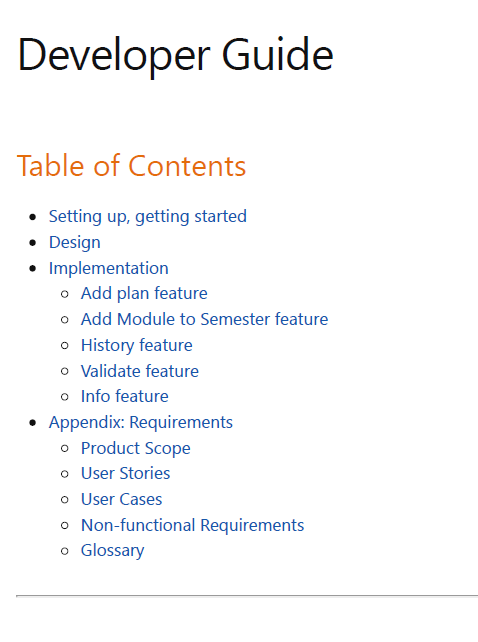 Developer Guide
Table of Contents
Setting up, getting started
Design
Implementation
Add plan feature
Add Module to Semester feature
History feature
Validate feature
Info feature
Appendix: Requirements
Product Scope
User Stories
User Cases
Non-functional Requirements
Glossary